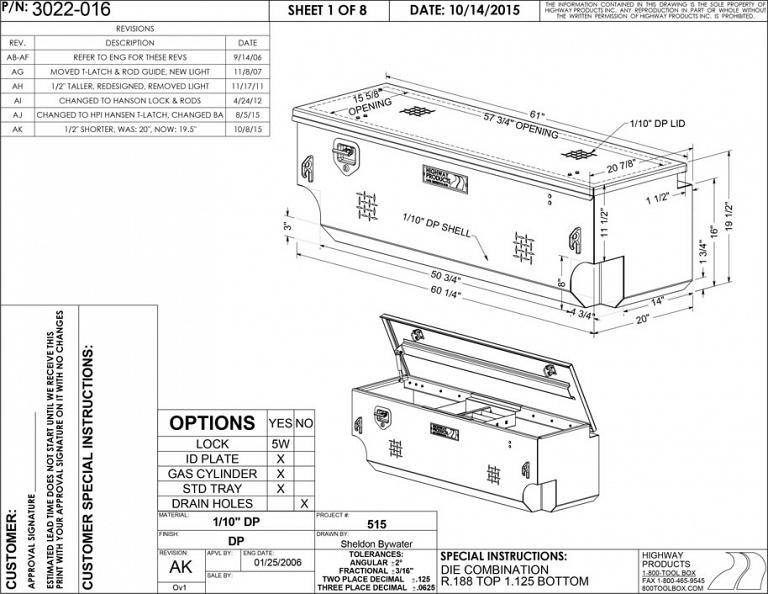 P/N: 3022-016
SHEET 1 OF 8
DATE: 10/14/2015
THE INFORMATION CONTAINED IN THIS DRAWING IS THE SOLE PROPERTY OF
HIGHWAY PRODUCTS INC. ANY REPRODUCTION IN PART OR WHOLE WITHOUT
THE WRITTEN PERMISSION OF HIGHWAY PRODUCTS INC. IS PROHIBITED.
REVISIONS
REV. DESCRIPTION DATE
AB-AF REFER TO ENG FOR THESE REVS 9/14/06
AG MOVED T-LATCH & ROD GUIDE, NEW LIGHT 11/8/07
AH 1/2" TALLER, REDESIGNED, REMOVED LIGHT 11/17/11
AI CHANGED TO HANSON LOCK & RODS 4/24/12
AJ CHANGED TO HPI HANSEN T-LATCH, CHANGED BA 8/5/15
AK 1/2" SHORTER, WAS: 20", NOW: 19.5" 10/8/15
15 5/8"
OPENING
61"
57 3/4" OPENING
1/10" DP LID
20 7/8"
1 1/2"
HIGHWAY
PRODUCTS
11 1/2"
16"
19 1/2"
1/10" DP SHELL
3"
1 3/4"
8"
50 3/4"
60 1/4"
4 3/4"
14"
20"
CUSTOMER:
APPROVAL SIGNATURE
ESTIMATED LEAD TIME DOES NOT START UNTIL WE RECEIVE THIS
PRINT WITH YOUR APPROVAL SIGNATURE ON IT WITH NO CHANGES
CUSTOMER SPECIAL INSTRUCTIONS:
OPTIONS YES NO
LOCK 5W
ID PLATE X
GAS CYLINDER X
STD TRAY X
DRAIN HOLES X
MATERIAL:
1/10" DP
PROJECT #:
515
FINISH:
DP
DRAWN BY:
Sheldon Bywater
REVISION:
AK
APVL BY:
ENG DATE:
01/25/2006
SALE BY:
Ov1
TOLERANCES:
ANGULAR ±2°
FRACTIONAL ±3/16"
TWO PLACE DECIMAL ±.125
THREE PLACE DECIMAL ±.0625
SPECIAL INSTRUCTIONS:
DIE COMBINATION
R.188 TOP 1.125 BOTTOM
HIGHWAY
PRODUCTS
1-800-TOOL BOX
FAX 1-800-465-9545
800TOOLBOX.COM